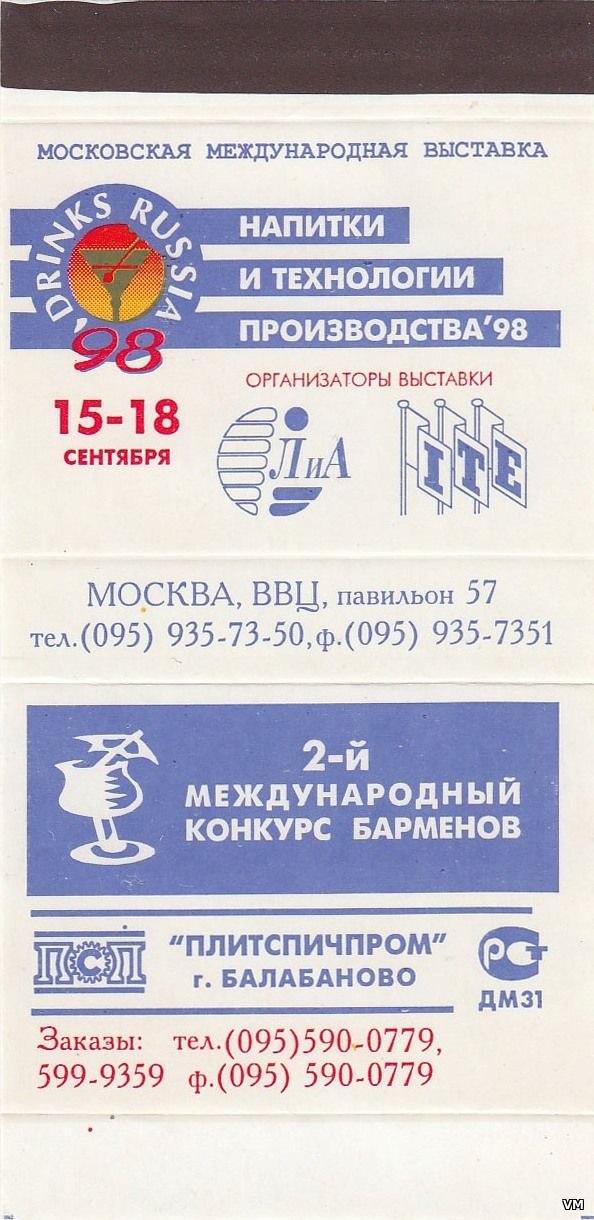 МОСКОВСКАЯ МЕЖДУНАРОДНАЯ ВЫСТАВКА
DRINKS RUSSIA '98
НАПИТКИ
И ТЕХНОЛОГИИ
ПРОИЗВОДСТВА'98
ОРГАНИЗАТОРЫ ВЫСТАВКИ
15-18
СЕНТЯБРЯ
ЛиА
ITE
МОСКВА, ВВЦ, павильон 57
тел.(095) 935-73-50,ф.(095) 935-7351
2-й
МЕЖДУНАРОДНЫЙ
КОНКУРС БАРМЕНОВ
ПСП
"ПЛИТСПИЧПРОМ"
г. БАЛАБАНОВО
РСТ
ДМ31
Заказы: тел.(095)590-0779,
599-9359 ф.(095) 590-0779
VM